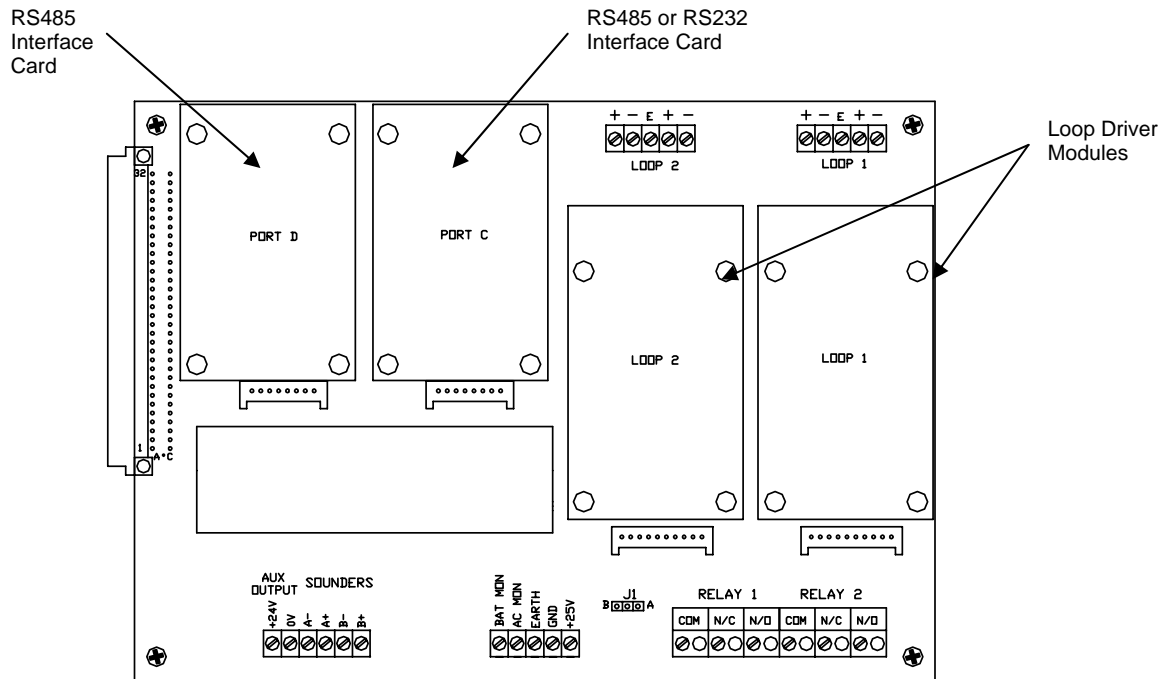 RS485
Interface
Card
RS485 or RS232
Interface Card
Loop Driver
Modules
+ - E + -
LOOP 2
+ - E + -
LOOP 1
32
PORT D
PORT C
LOOP 2
LOOP 1
1
A•C
AUX
OUTPUT SOUNDERS
+24V
0V
A-
A+
B-
B+
BAT MON
AC MON
EARTH
GND
+25V
J1
B A
RELAY 1 RELAY 2
COM N/C N/O COM N/C N/O